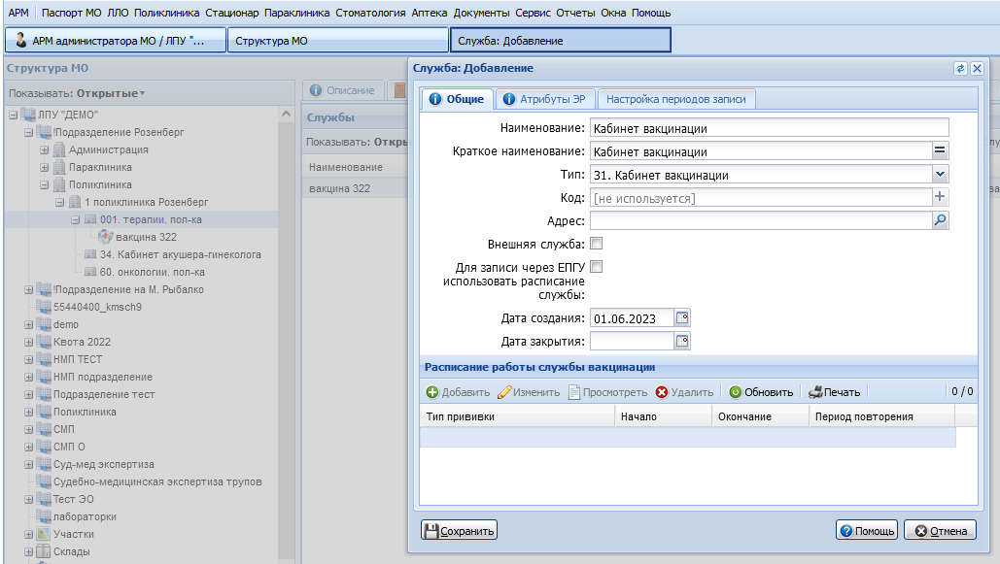 АРМ Паспорт МО ЛЛО Поликлиника Стационар Параклиника Стоматология Аптека Документы Сервис Отчеты Окна Помощь
АРМ администратора МО / ЛПУ "... Структура МО Служба: Добавление
Структура МО
Показывать: Открытые
ЛПУ "ДЕМО"
!Подразделение Розенберг
Администрация
Параклиника
Поликлиника
1 поликлиника Розенберг
001. терапии. пол-ка
вакцина 322
34. Кабинет акушера-гинеколога
60. онкологии. пол-ка
!Подразделение на М. Рыбалко
55440400_kmsch9
demo
Квота 2022
НМП ТЕСТ
НМП подразделение
Подразделение тест
Поликлиника
СМП
СМП О
Суд-мед экспертиза
Судебно-медицинская экспертиза трупов
Тест ЭО
лабораторки
Участки
Склады
Описание
Службы
Показывать: Откры
Наименование
вакцина 322
Служба: Добавление
Общие Атрибуты ЭР Настройка периодов записи
Наименование: Кабинет вакцинации
Краткое наименование: Кабинет вакцинации
Тип: 31. Кабинет вакцинации
Код: [не используется]
Адрес:
Внешняя служба:
Для записи через ЕПГУ
использовать расписание
службы:
Дата создания: 01.06.2023
Дата закрытия:
Расписание работы службы вакцинации
Добавить Изменить Просмотреть Удалить Обновить Печать 0 / 0
Тип прививки Начало Окончание Период повторения
Сохранить Помощь Отмена